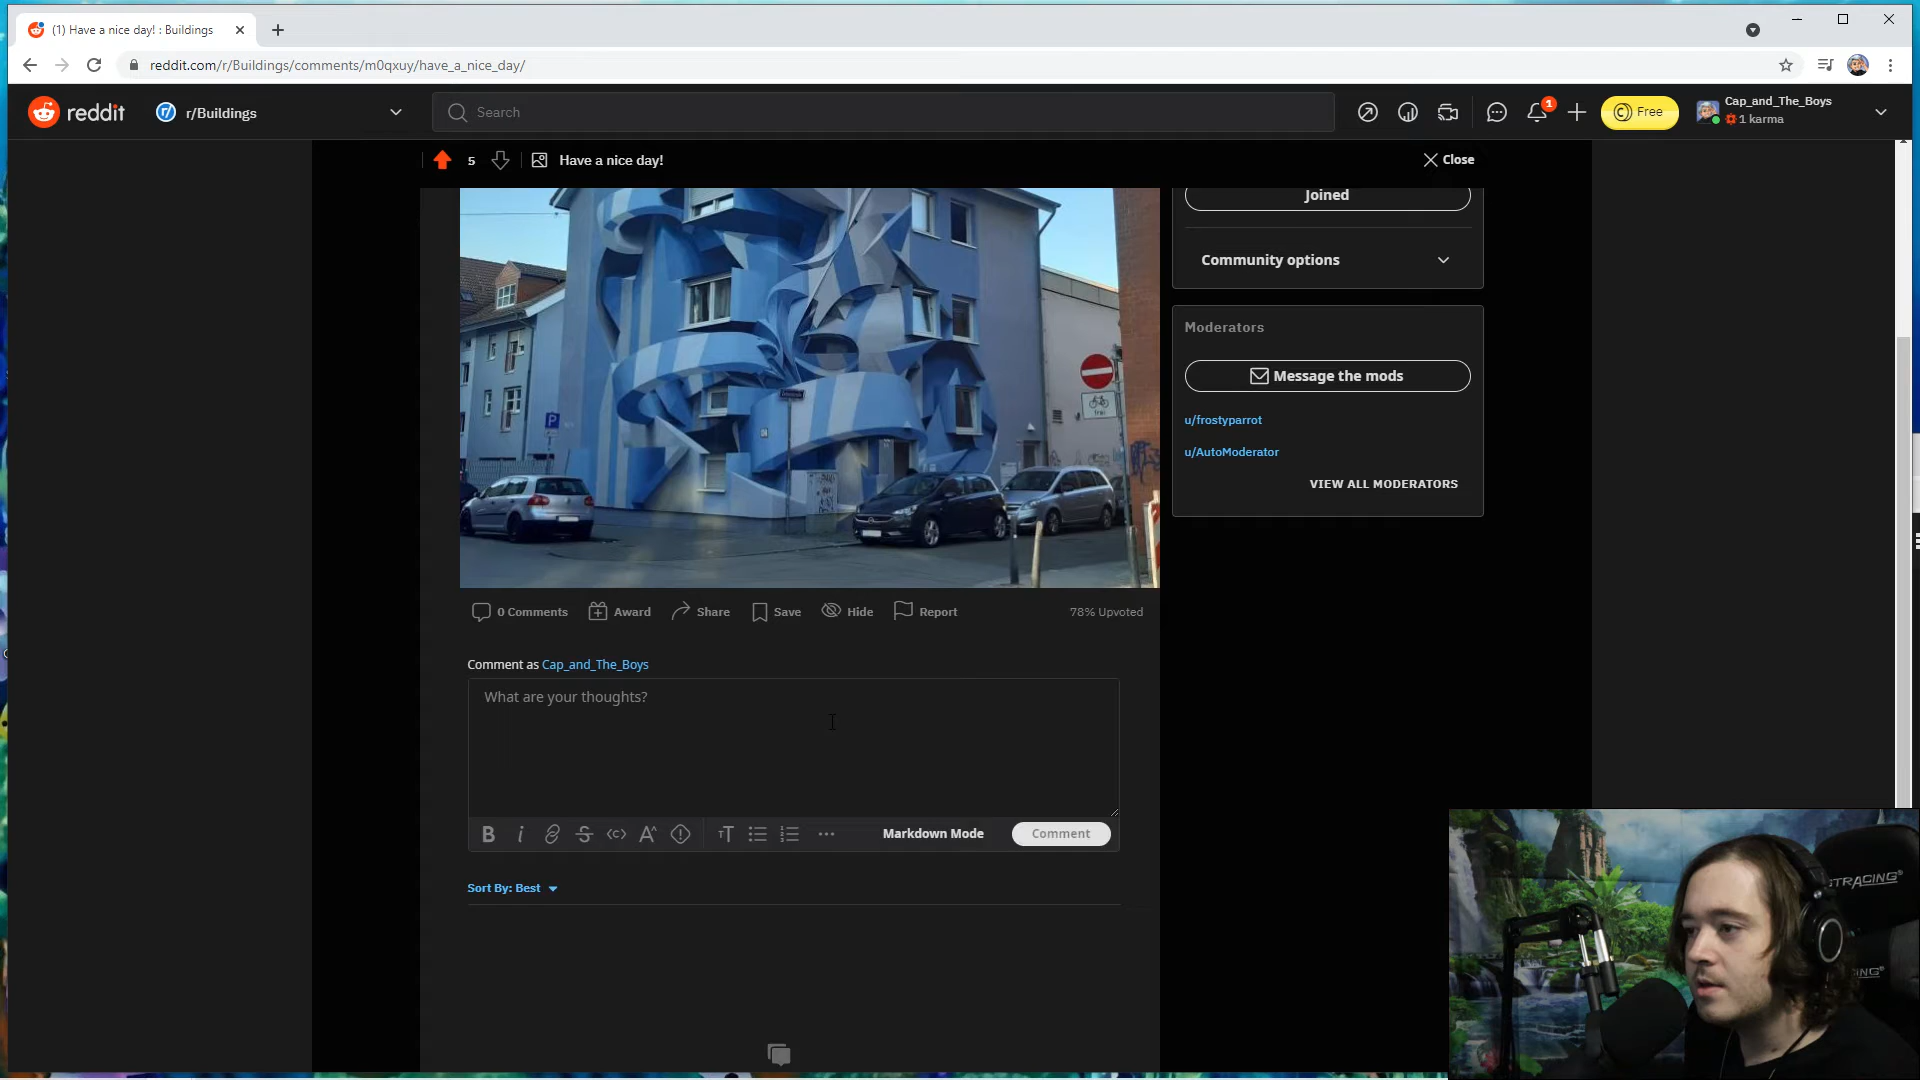 (1) Have a nice day! : Buildings
reddit.com/r/Buildings/comments/m0qxuy/have_a_nice_day/
reddit
r/Buildings
Search
1
Free
Cap_and_The_Boys
1 karma
5
Have a nice day!
Close
Joined
Community options
Moderators
Message the mods
u/frostyparrot
u/AutoModerator
VIEW ALL MODERATORS
P
frei
0 Comments
Award
Share
Save
Hide
Report
78% Upvoted
Comment as Cap_and_The_Boys
What are your thoughts?
Markdown Mode
Comment
Sort By: Best